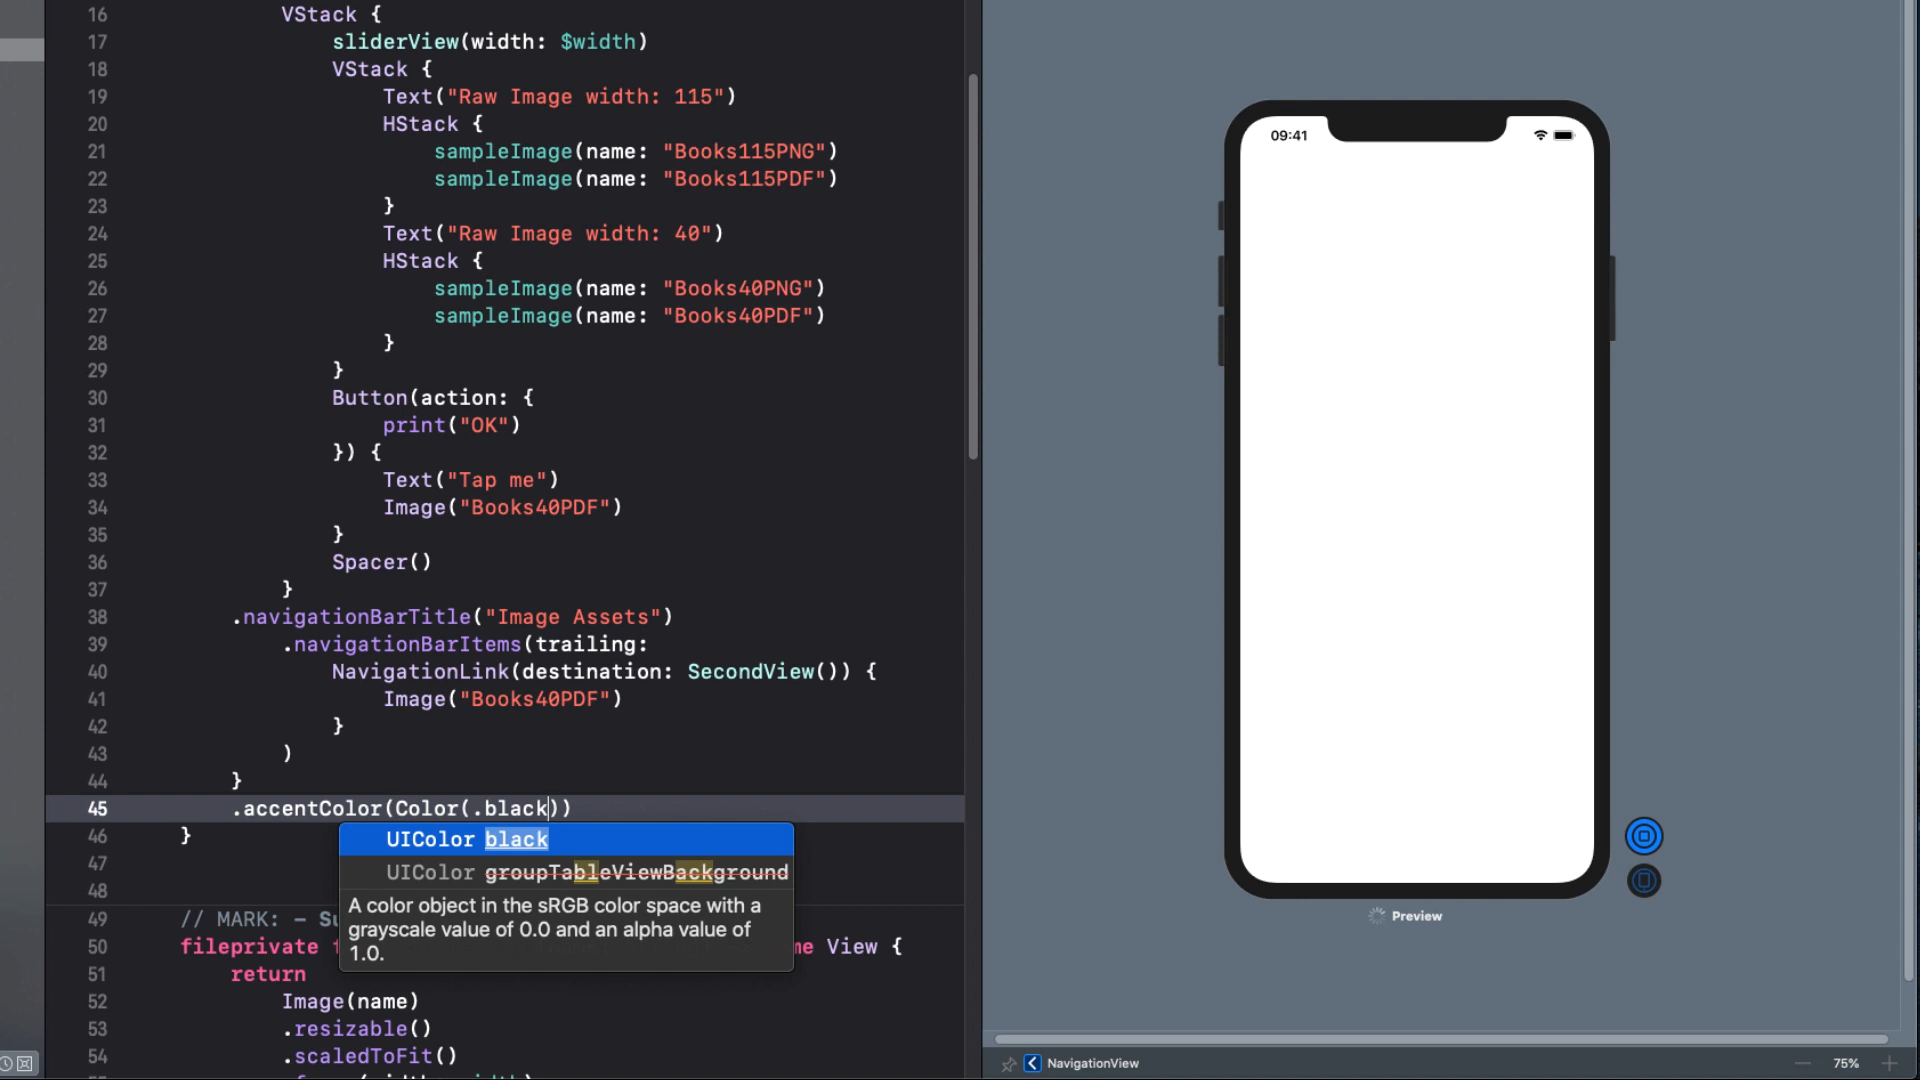 16 VStack {
17 sliderView(width: $width)
18 VStack {
19 Text("Raw Image width: 115")
20 HStack {
21 sampleImage(name: "Books115PNG")
22 sampleImage(name: "Books115PDF")
23 }
24 Text("Raw Image width: 40")
25 HStack {
26 sampleImage(name: "Books40PNG")
27 sampleImage(name: "Books40PDF")
28 }
29 }
30 Button(action: {
31 print("OK")
32 }) {
33 Text("Tap me")
34 Image("Books40PDF")
35 }
36 Spacer()
37 }
38 .navigationBarTitle("Image Assets")
39 .navigationBarItems(trailing:
40 NavigationLink(destination: SecondView()) {
41 Image("Books40PDF")
42 }
43 )
44 }
45 .accentColor(Color(.black))
46 }
47
48
UIColor black
UIColor groupTableViewBackground
A color object in the sRGB color space with a
grayscale value of 0.0 and an alpha value of
1.0.
49 // MARK: - Su
50 fileprivate me View {
51 return
52 Image(name)
53 .resizable()
54 .scaledToFit()
09:41
Preview
NavigationView
75%